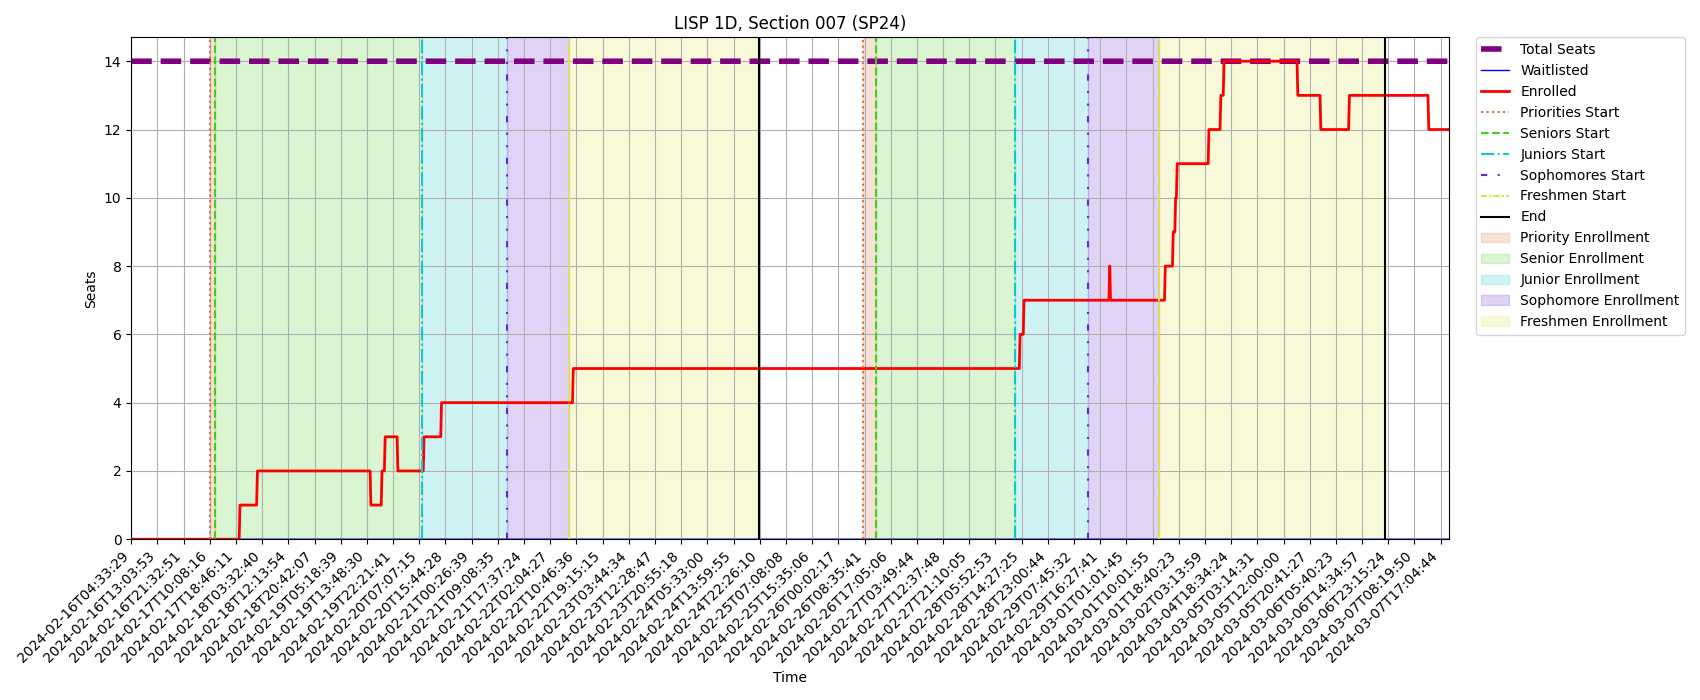 LISP 1D, Section 007 (SP24)
Seats
14
12
10
8
6
4
2
0
2024-02-16T04:33:29
2024-02-16T13:03:53
2024-02-16T21:32:51
2024-02-17T10:08:16
2024-02-17T18:46:11
2024-02-18T03:32:40
2024-02-18T12:13:54
2024-02-18T20:42:07
2024-02-19T05:18:39
2024-02-19T13:48:30
2024-02-19T22:21:41
2024-02-20T07:07:15
2024-02-20T15:44:28
2024-02-21T00:26:39
2024-02-21T09:08:35
2024-02-21T17:37:24
2024-02-22T02:04:27
2024-02-22T10:46:36
2024-02-22T19:15:15
2024-02-23T03:44:34
2024-02-23T12:28:47
2024-02-23T20:55:18
2024-02-24T05:33:00
2024-02-24T13:59:55
2024-02-24T22:26:10
2024-02-25T07:08:08
2024-02-25T15:35:06
2024-02-26T00:02:17
2024-02-26T08:35:41
2024-02-26T17:05:06
2024-02-27T03:49:44
2024-02-27T12:37:48
2024-02-27T21:10:05
2024-02-28T05:52:53
2024-02-28T14:27:25
2024-02-28T23:00:44
2024-02-29T07:45:32
2024-02-29T16:27:41
2024-03-01T01:01:45
2024-03-01T10:01:55
2024-03-01T18:40:23
2024-03-02T03:13:59
2024-03-04T18:34:24
2024-03-05T03:14:31
2024-03-05T12:00:00
2024-03-05T20:41:27
2024-03-06T05:40:23
2024-03-06T14:34:57
2024-03-06T23:15:24
2024-03-07T08:19:50
2024-03-07T17:04:44
Time
Total Seats
Waitlisted
Enrolled
Priorities Start
Seniors Start
Juniors Start
Sophomores Start
Freshmen Start
End
Priority Enrollment
Senior Enrollment
Junior Enrollment
Sophomore Enrollment
Freshmen Enrollment